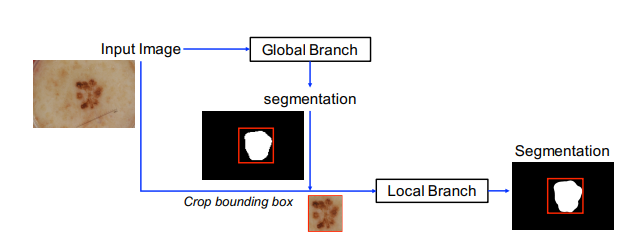 Input Image
Global Branch
segmentation
Segmentation
Local Branch
Crop bounding box